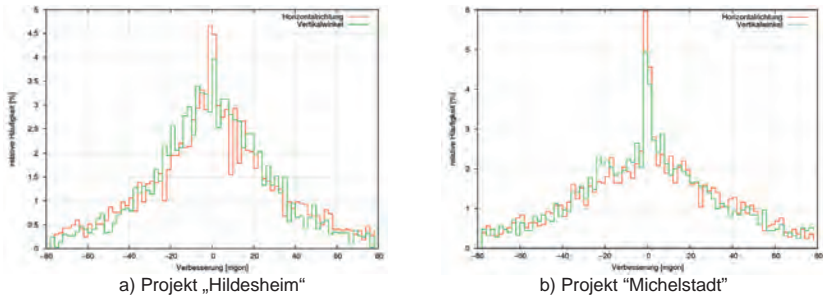 5
4.5
4
3.5
3
2.5
2
1.5
1
0.5
0
relative Häufigkeit [%]
Horizontalrichtung
Vertikalwinkel
-80 -60 -40 -20 0 20 40 60 80
Verbesserung [mgon]
a) Projekt „Hildesheim“
6
5
4
3
2
1
0
relative Häufigkeit [%]
Horizontalrichtung
Vertikalwinkel
-80 -60 -40 -20 0 20 40 60 80
Verbesserung [mgon]
b) Projekt “Michelstadt”